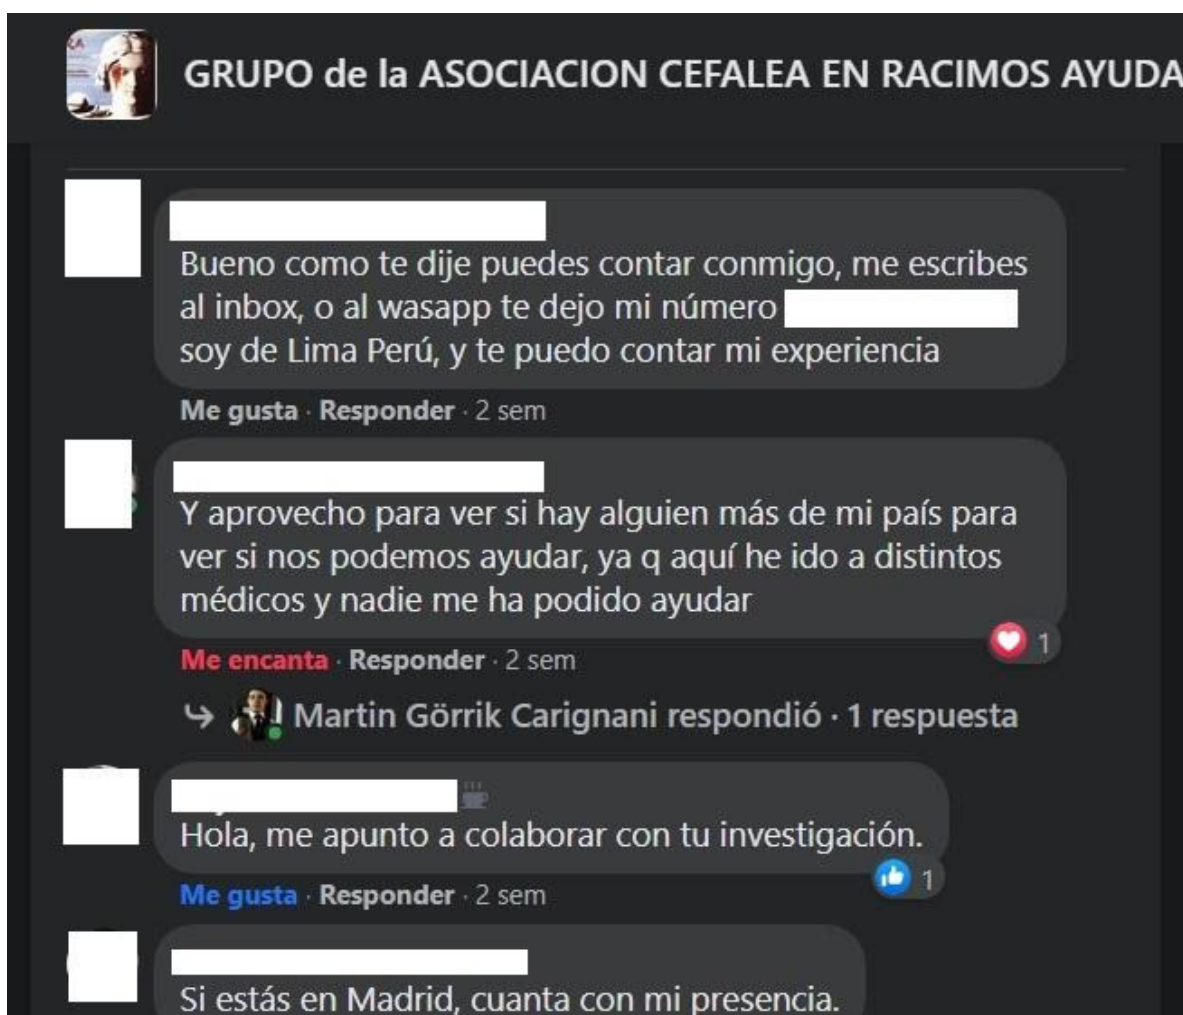 RA
GRUPO de la ASOCIACION CEFALEA EN RACIMOS AYUDA
Bueno como te dije puedes contar conmigo, me escribes
al inbox, o al wasapp te dejo mi número
soy de Lima Perú, y te puedo contar mi experiencia
Me gusta · Responder · 2 sem
Y aprovecho para ver si hay alguien más de mi país para
ver si nos podemos ayudar, ya q aquí he ido a distintos
médicos y nadie me ha podido ayudar
1
Me encanta · Responder · 2 sem
Martin Görrik Carignani respondió · 1 respuesta
Hola, me apunto a colaborar con tu investigación.
1
Me gusta · Responder · 2 sem
Si estás en Madrid, cuanta con mi presencia.